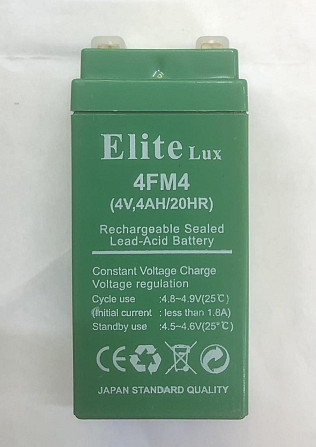 Elite Lux
4FM4
(4V,4AH/20HR)
Rechargeable Sealed
Lead-Acid Battery
Constant Voltage Charge
Voltage regulation
Cycle use :4.8~4.9V(25℃)
(Initial current : less than 1.8A)
Standby use :4.5~4.6V(25℃)
CE
JAPAN STANDARD QUALITY